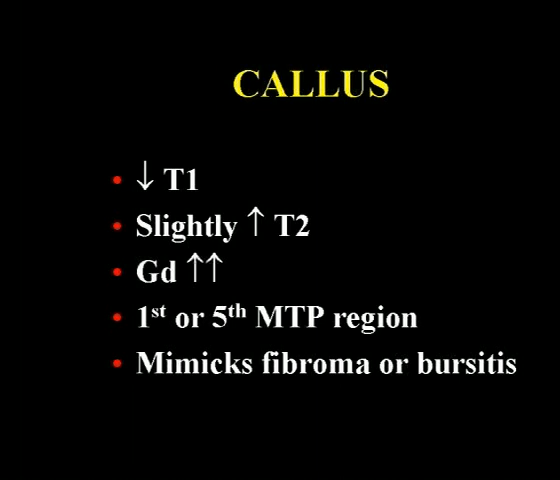 CALLUS
• ↓ T1
• Slightly ↑ T2
• Gd ↑↑
• 1st or 5th MTP region
• Mimicks fibroma or bursitis